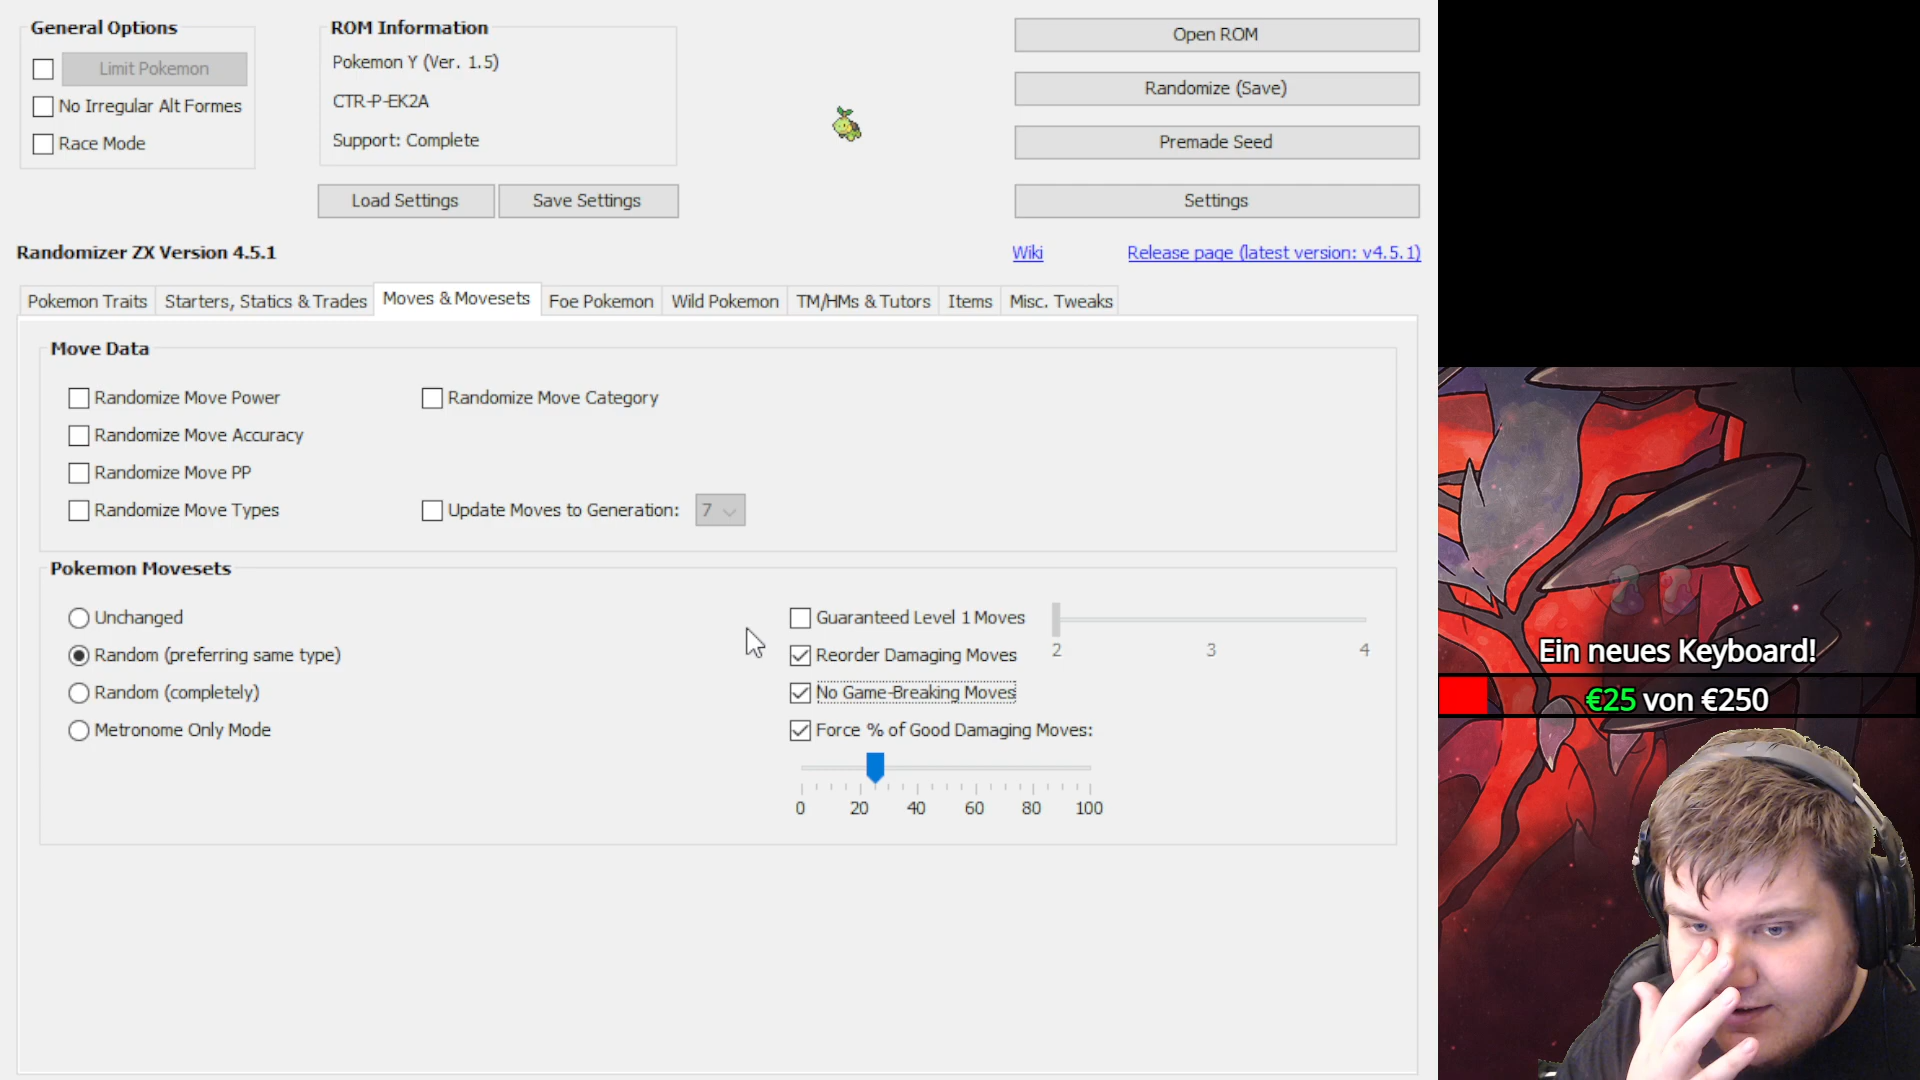 General Options
Limit Pokemon
No Irregular Alt Formes
Race Mode
ROM Information
Pokemon Y (Ver. 1.5)
CTR-P-EK2A
Support: Complete
Load Settings
Save Settings
Open ROM
Randomize (Save)
Premade Seed
Settings
Randomizer ZX Version 4.5.1
Wiki
Release page (latest version: v4.5.1)
Pokemon Traits
Starters, Statics & Trades
Moves & Movesets
Foe Pokemon
Wild Pokemon
TM/HMs & Tutors
Items
Misc. Tweaks
Move Data
Randomize Move Power
Randomize Move Category
Randomize Move Accuracy
Randomize Move PP
Randomize Move Types
Update Moves to Generation: 7
Pokemon Movesets
Unchanged
Random (preferring same type)
Random (completely)
Metronome Only Mode
Guaranteed Level 1 Moves
2 3 4
Reorder Damaging Moves
No Game-Breaking Moves
Force % of Good Damaging Moves:
0 20 40 60 80 100
Ein neues Keyboard!
€25 von €250